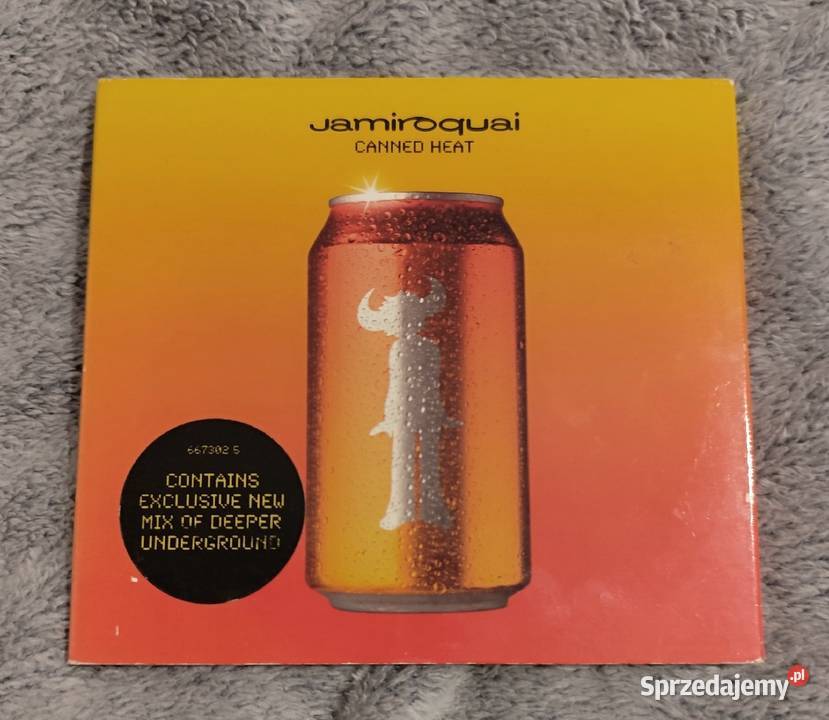 Jamiroquai
CANNED HEAT
667302 5
CONTAINS
EXCLUSIVE NEW
MIX OF DEEPER
UNDERGROUND
Sprzedajemy.pl